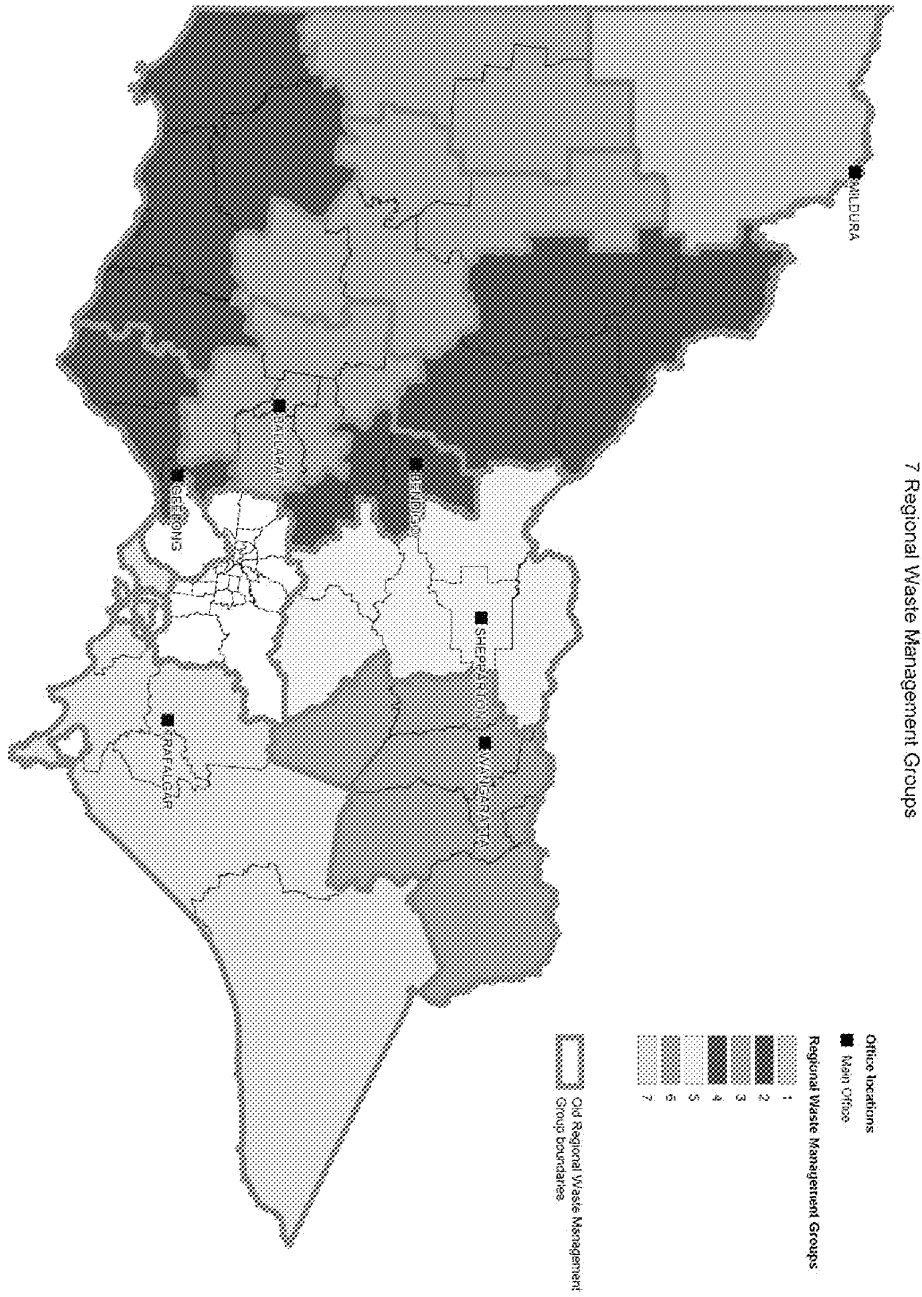 7 Regional Waste Management Groups
MILDURA
BALLARAT
BENDIGO
GEELONG
SHEPPARTON
WANGARATTA
TRAFALGAR
Office locations
Main Office
Regional Waste Management Groups
1
2
3
4
5
6
7
Old Regional Waste Management
Group boundaries